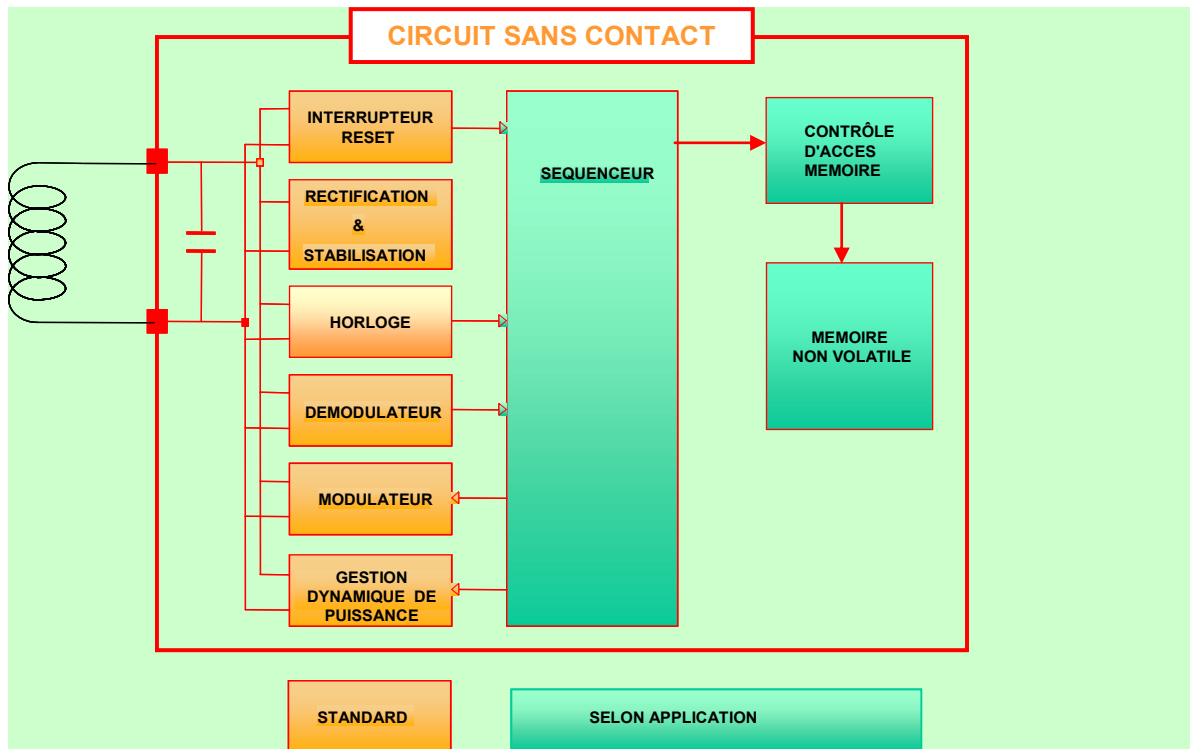 CIRCUIT SANS CONTACT
INTERRUPTEUR
RESET
RECTIFICATION
&
STABILISATION
HORLOGE
DEMODULATEUR
MODULATEUR
GESTION
DYNAMIQUE DE
PUISSANCE
SEQUENCEUR
CONTRÔLE
D'ACCES
MEMOIRE
MEMOIRE
NON VOLATILE
STANDARD
SELON APPLICATION